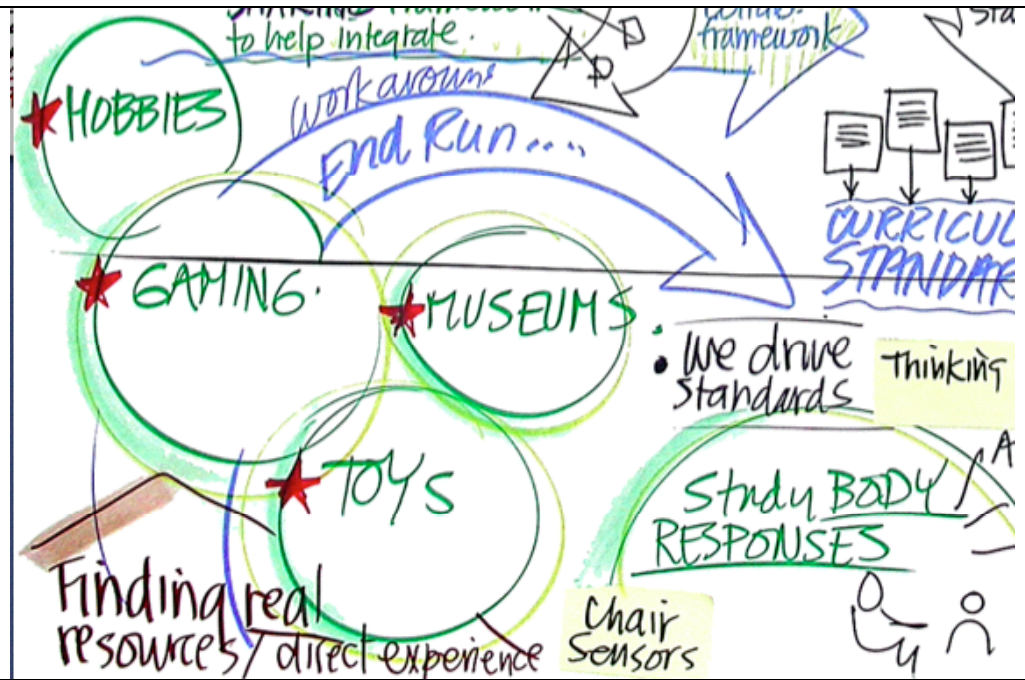 to help integrate.
framework
workarouns
End Run....
HOBBIES
CURRICUL
STANDAR
GAMING.
MUSEUMS
• we drive
standards
Thinking
TOYS
Study BODY
RESPONSES
Finding real
resources/direct experience
Chair
Sensors